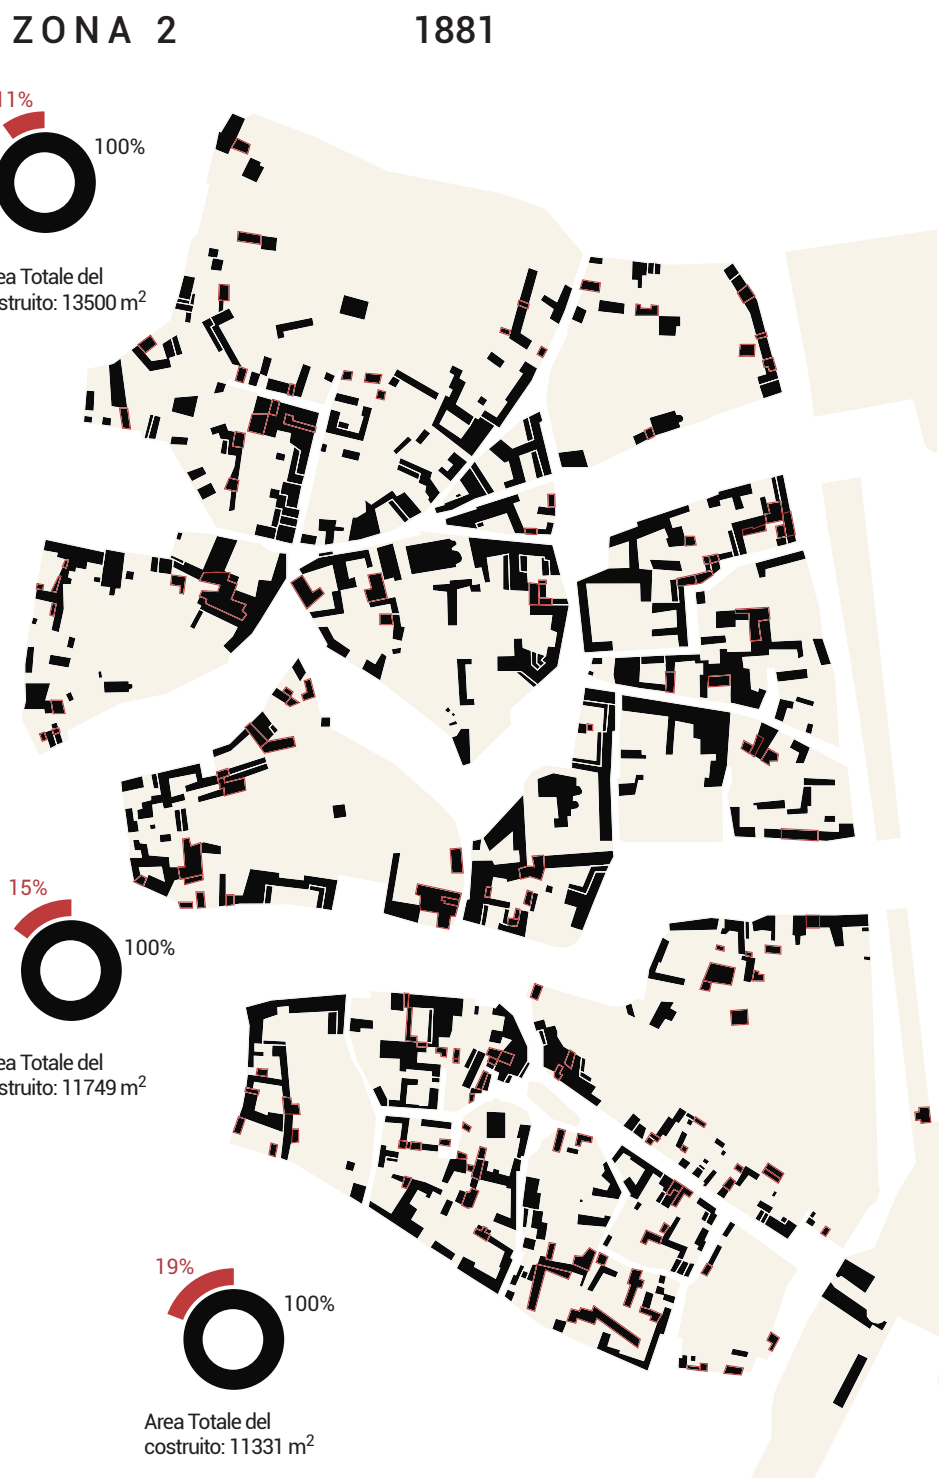 ZONA 2
1881
11%
100%
ea Totale del
struito: 13500 m²
15%
100%
ea Totale del
struito: 11749 m²
19%
100%
Area Totale del
costruito: 11331 m²